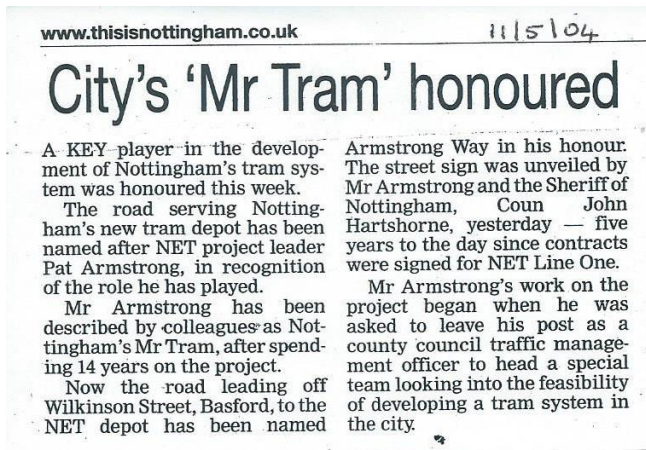 www.thisisnottingham.co.uk
11/5/04
City's 'Mr Tram' honoured
A KEY player in the develop-
ment of Nottingham's tram sys-
tem was honoured this week.
The road serving Notting-
ham's new tram depot has been
named after NET project leader
Pat Armstrong, in recognition
of the role he has played.
Mr Armstrong has been
described by colleagues as Not-
tingham's Mr Tram, after spend-
ing 14 years on the project.
Now the road leading off
Wilkinson Street, Basford, to the
NET depot has been named
Armstrong Way in his honour.
The street sign was unveiled by
Mr Armstrong and the Sheriff of
Nottingham, Coun John
Hartshorne, yesterday — five
years to the day since contracts
were signed for NET Line One.
Mr Armstrong's work on the
project began when he was
asked to leave his post as a
county council traffic manage-
ment officer to head a special
team looking into the feasibility
of developing a tram system in
the city.